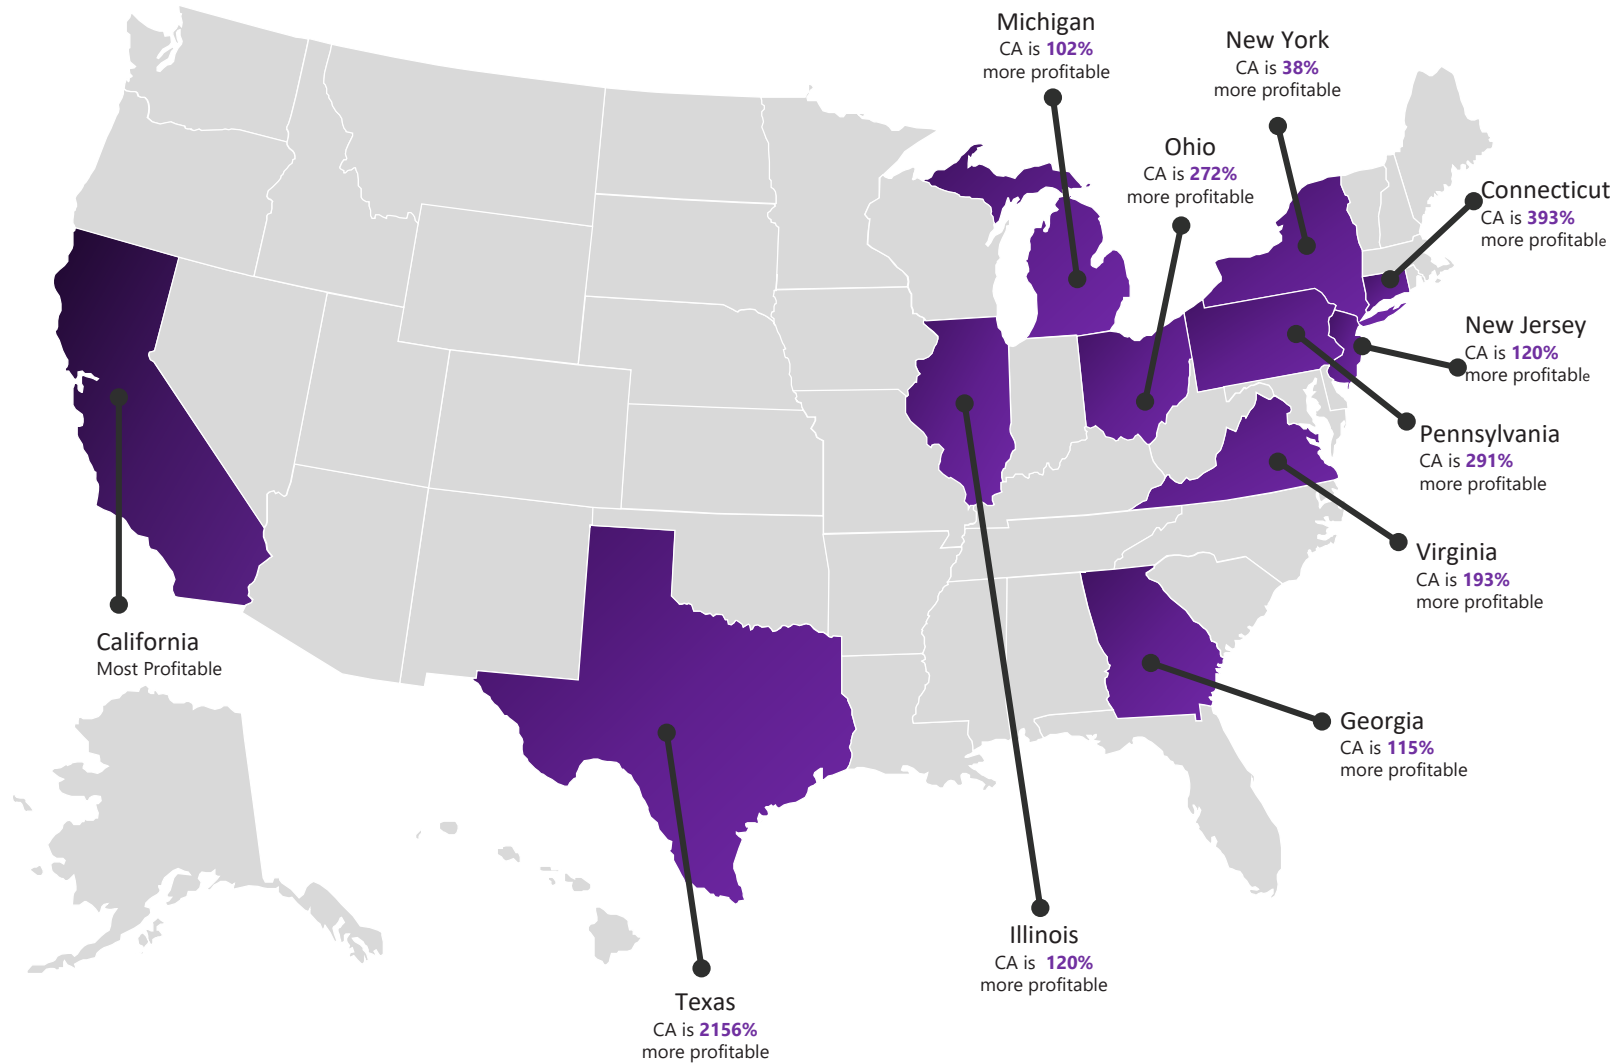 Michigan
CA is 102%
more profitable
New York
CA is 38%
more profitable
Ohio
CA is 272%
more profitable
Connecticut
CA is 393%
more profitable
New Jersey
CA is 120%
more profitable
Pennsylvania
CA is 291%
more profitable
Virginia
CA is 193%
more profitable
California
Most Profitable
Georgia
CA is 115%
more profitable
Illinois
CA is 120%
more profitable
Texas
CA is 2156%
more profitable